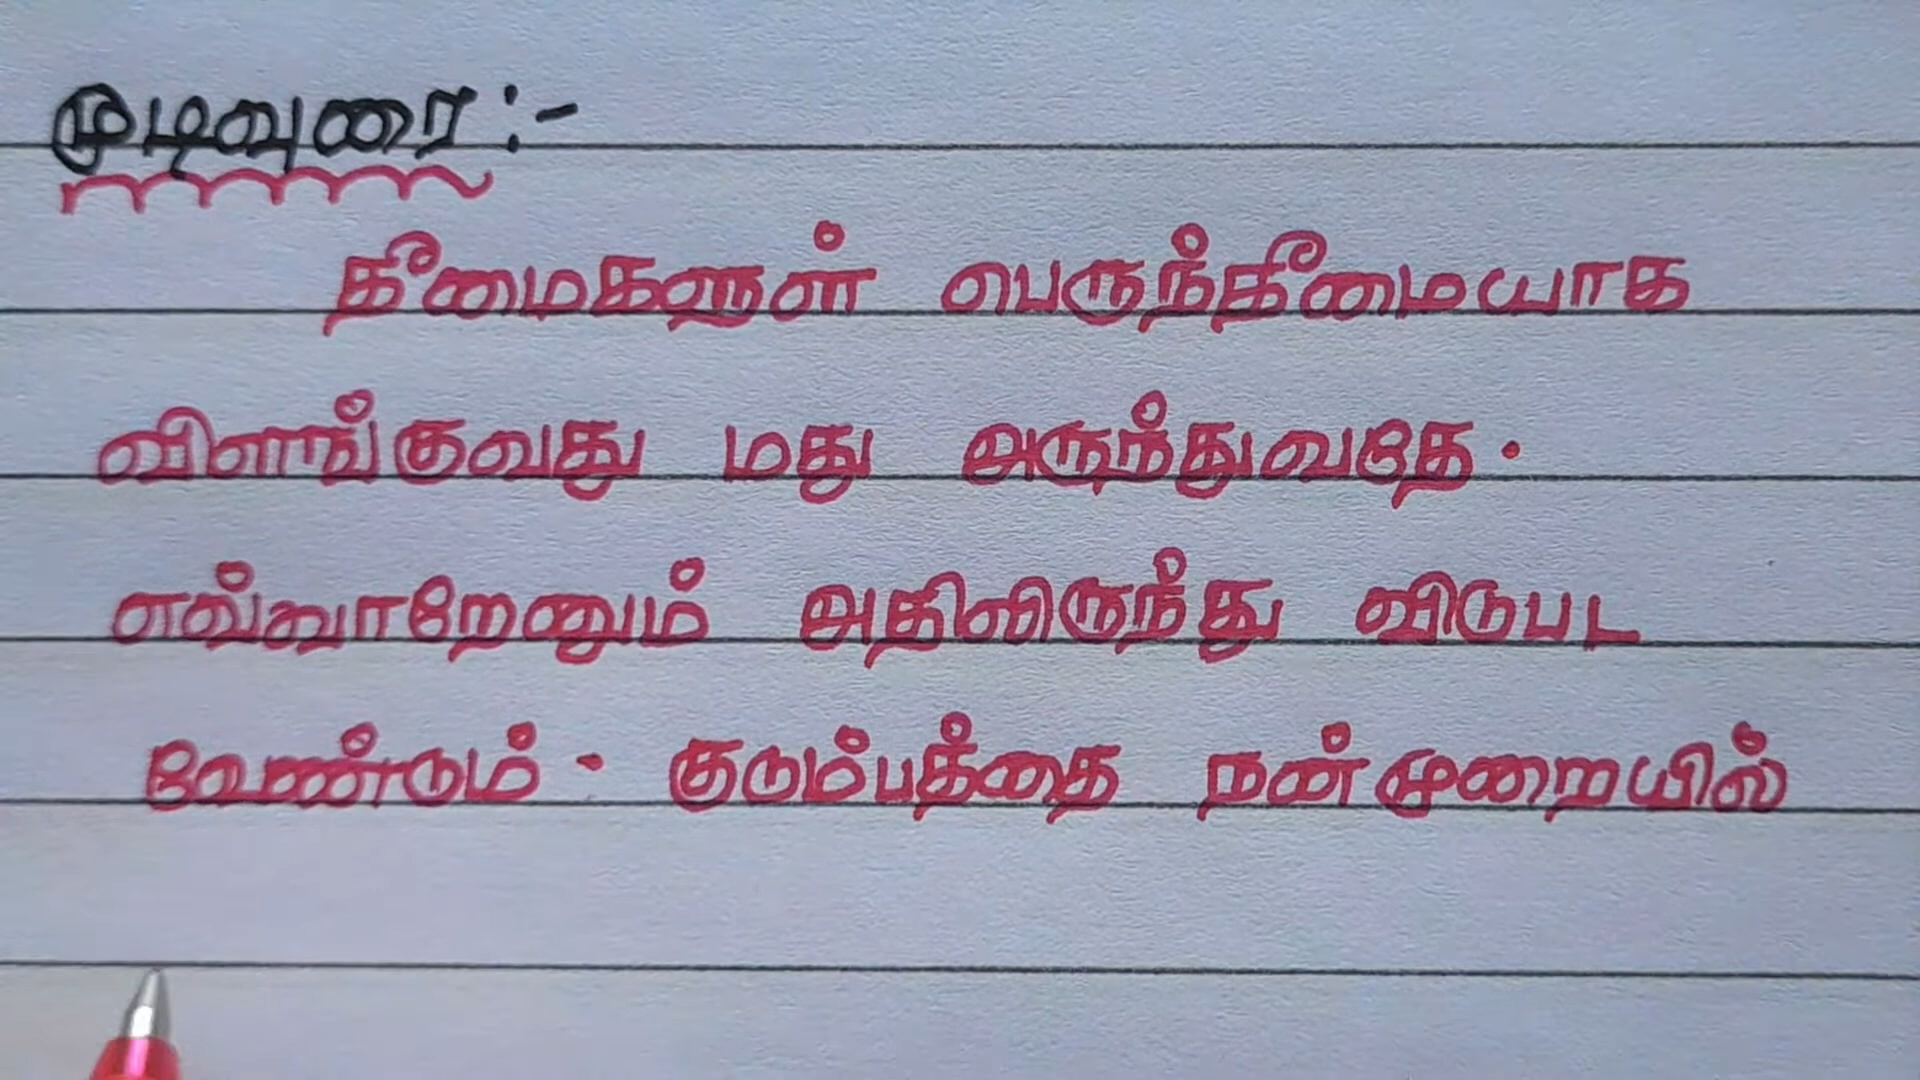 முடிவுரை :-
தீமைகளுள் பெருந்தீமையாக
விளங்குவது மது அருந்துவதே .
எவ்வாறேனும் அதிலிருந்து விடுபட
வேண்டும் . குடும்பத்தை நன்முறையில்